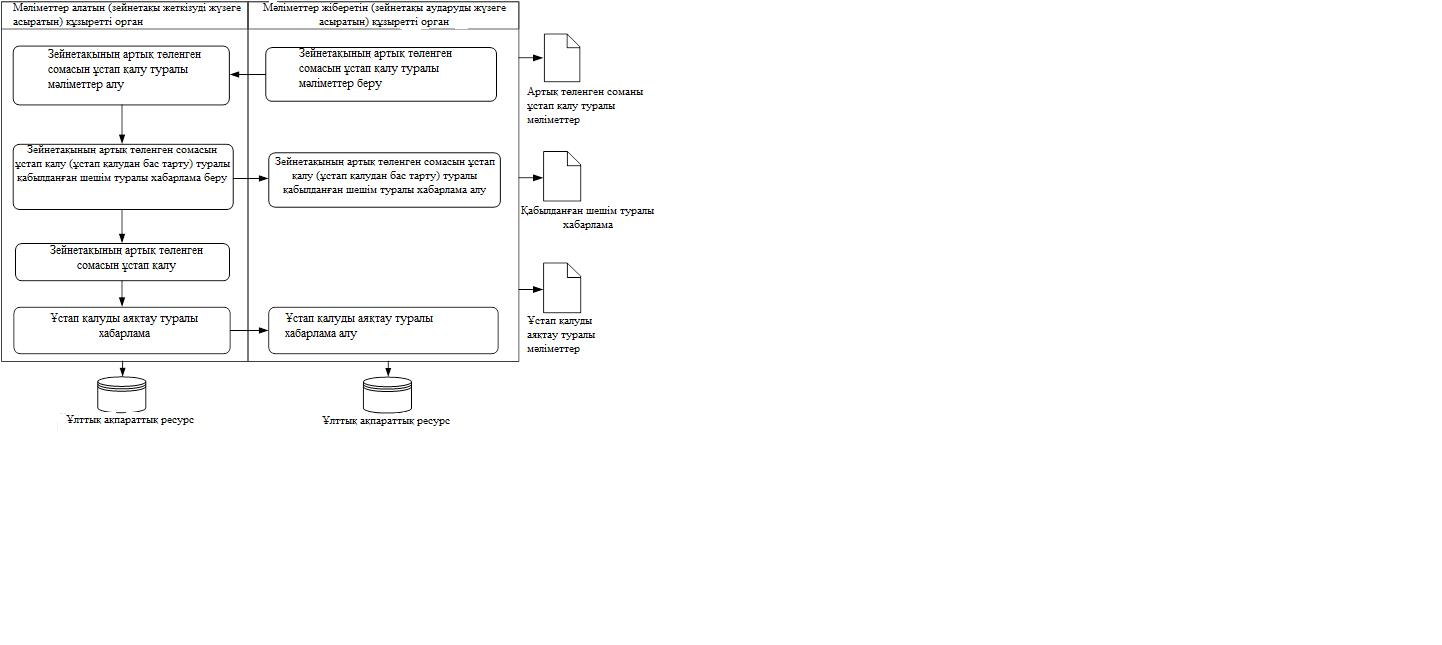 Мәліметтер алатын (зейнетақы жеткізуді жүзеге
асыратын) құзыретті орган
Мәліметтер жіберетін (зейнетақы аударуды жүзеге
асыратын) құзыретті орган
Зейнетақының артық төленген
сомасын ұстап қалу туралы
мәліметтер алу
Зейнетақының артық төленген
сомасын ұстап қалу туралы
мәліметтер беру
Артық төленген соманы
ұстап қалу туралы
мәліметтер
Зейнетақының артық төленген сомасын
ұстап қалу (ұстап қалудан бас тарту) туралы
қабылданған шешім туралы хабарлама беру
Зейнетақының артық төленген сомасын ұстап
қалу (ұстап қалудан бас тарту) туралы
қабылданған шешім туралы хабарлама алу
Қабылданған шешім туралы
хабарлама
Зейнетақының артық төленген
сомасын ұстап қалу
Ұстап қалуды аяқтау туралы
хабарлама
Ұстап қалуды аяқтау туралы
хабарлама алу
Ұстап қалуды
аяқтау туралы
мәліметтер
Ұлттық ақпараттық ресурс
Ұлттық ақпараттық ресурс